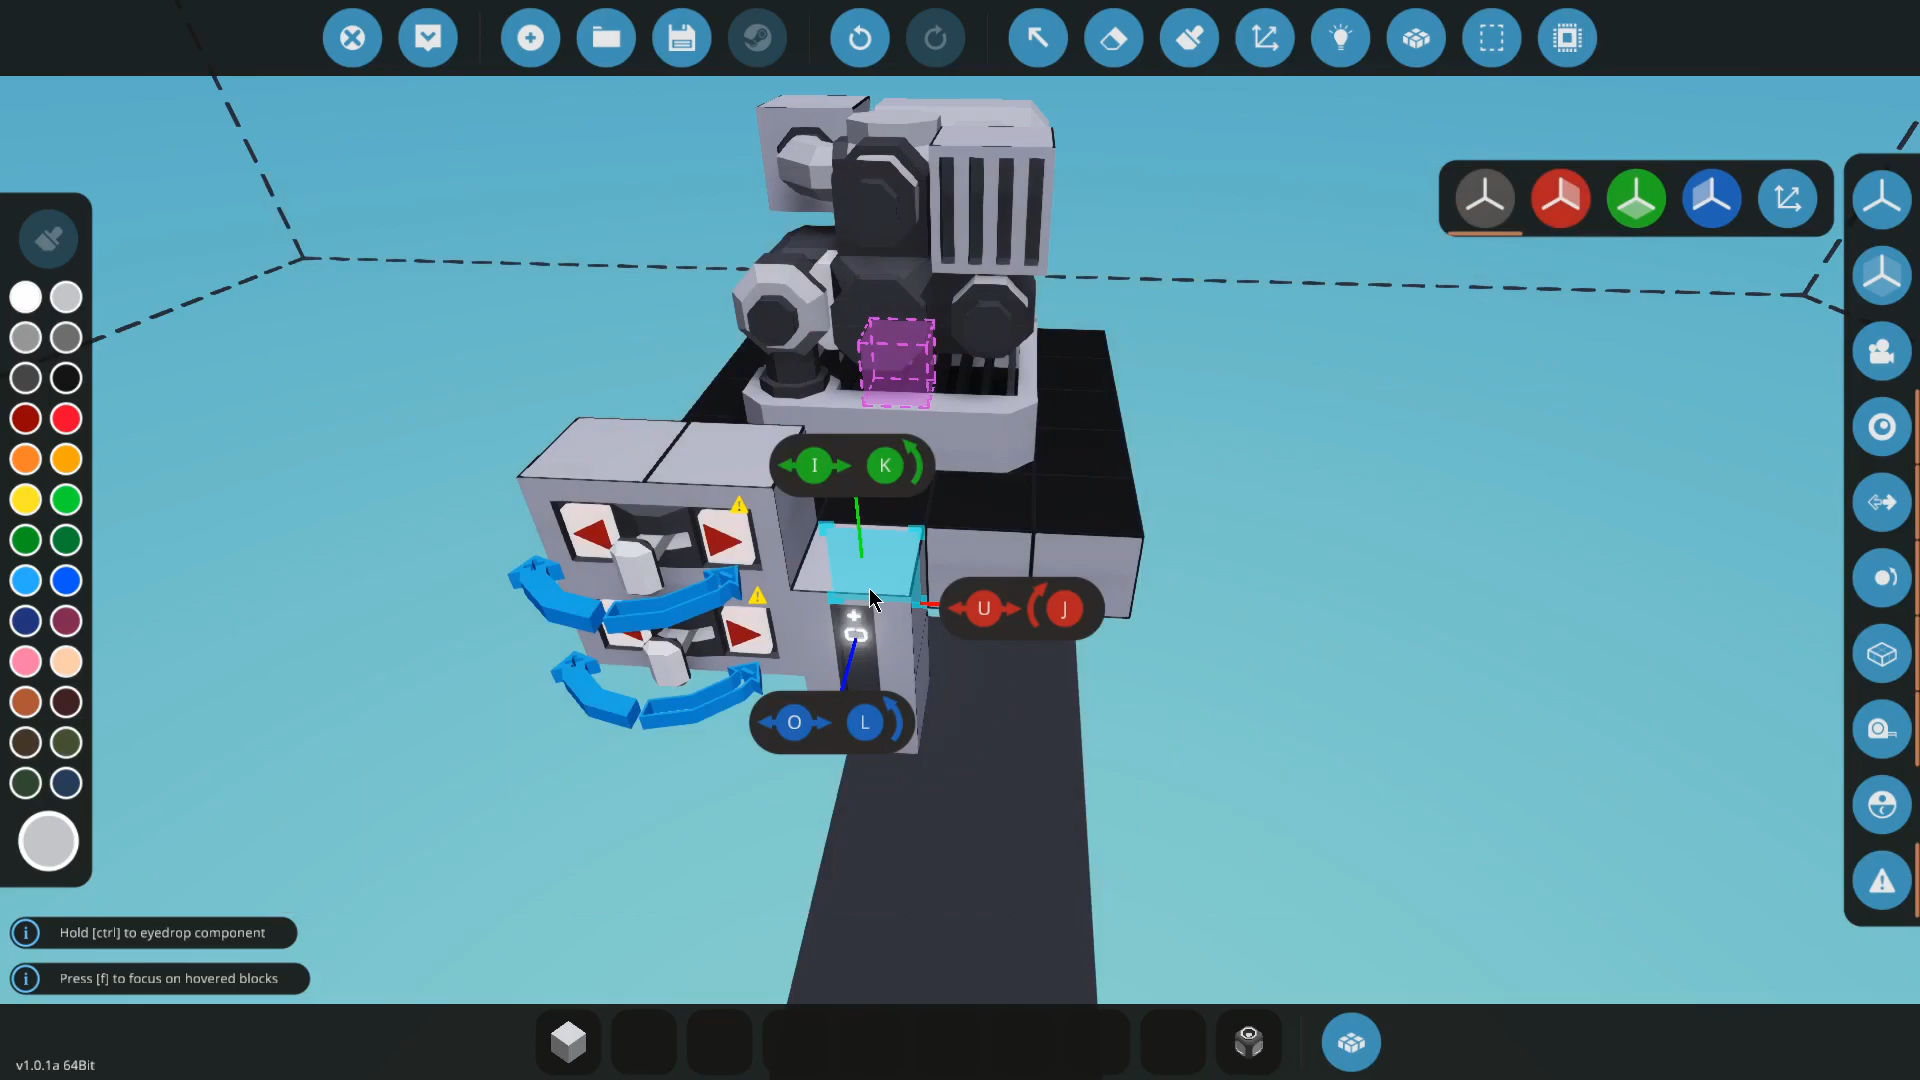 I K
U J
O L
Hold [ctrl] to eyedrop component
Press [f] to focus on hovered blocks
v1.0.1a 64Bit